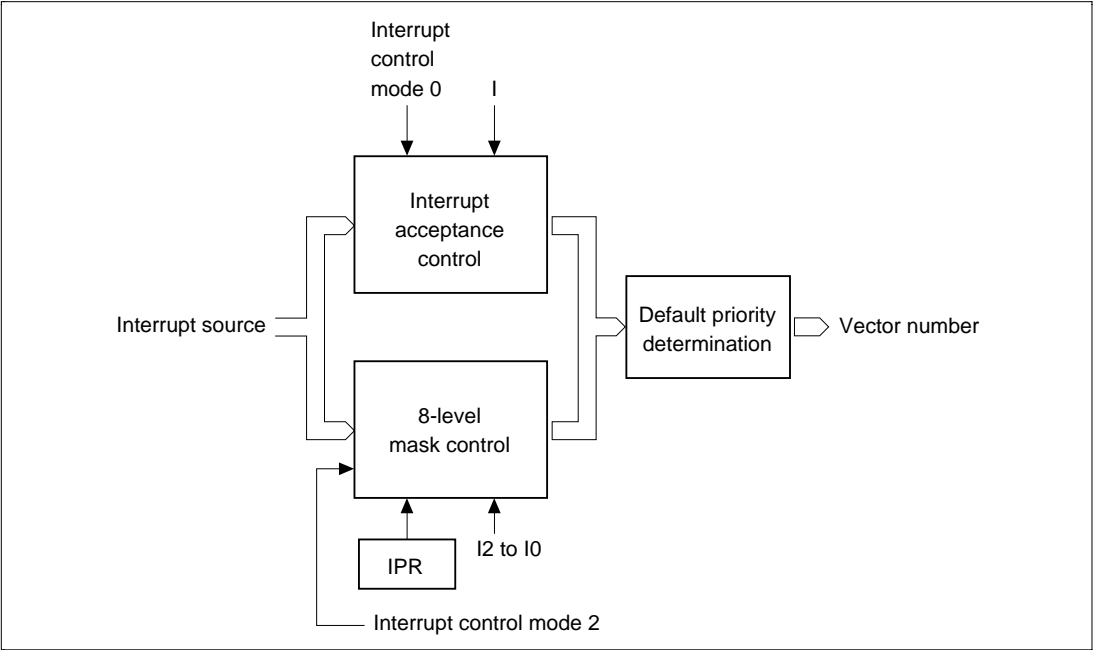 Interrupt
control
mode 0
I
Interrupt
acceptance
control
Interrupt source
Default priority
determination
Vector number
8-level
mask control
IPR
I2 to I0
Interrupt control mode 2